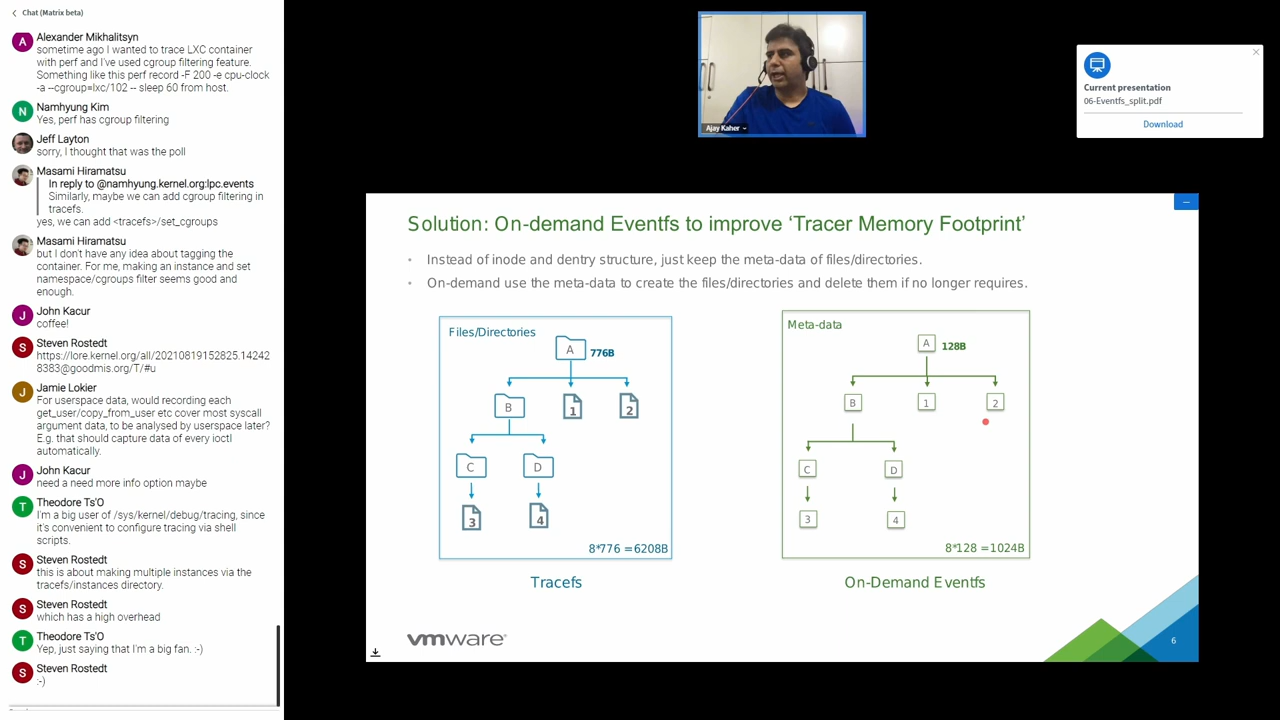 Chat (Matrix beta)
Alexander Mikhalitsyn
sometime ago I wanted to trace LXC container
with perf and I've used cgroup filtering feature.
Something like this perf record -F 200 -e cpu-clock
-a --cgroup=lxc/102 -- sleep 60 from host.
Namhyung Kim
Yes, perf has cgroup filtering
Jeff Layton
sorry, I thought that was the poll
Masami Hiramatsu
In reply to @namhyung.kernel.org:lpc.events
Similarly, maybe we can add cgroup filtering in
tracefs.
yes, we can add <tracefs>/set_cgroups
Masami Hiramatsu
but I don't have any idea about tagging the
container. For me, making an instance and set
namespace/cgroups filter seems good and
enough.
John Kacur
coffee!
Steven Rostedt
https://lore.kernel.org/all/20210819152825.14242
8383@goodmis.org/T/#u
Jamie Lokier
For userspace data, would recording each
get_user/copy_from_user etc cover most syscall
argument data, to be analysed by userspace later?
E.g. that should capture data of every ioctl
automatically.
John Kacur
need a need more info option maybe
Theodore Ts'O
I'm a big user of /sys/kernel/debug/tracing, since
it's convenient to configure tracing via shell
scripts.
Steven Rostedt
this is about making multiple instances via the
tracefs/instances directory.
Steven Rostedt
which has a high overhead
Theodore Ts'O
Yep, just saying that I'm a big fan. :-)
Steven Rostedt
:-)
A
N
J
S
J
J
T
S
S
T
S
Ajay Kaher
Current presentation
06-Eventfs_split.pdf
Download
Solution: On-demand Eventfs to improve ‘Tracer Memory Footprint’
• Instead of inode and dentry structure, just keep the meta-data of files/directories.
• On-demand use the meta-data to create the files/directories and delete them if no longer requires.
Files/Directories
A 776B
B 1 2
C D
3 4
8*776 =6208B
Tracefs
Meta-data
A 128B
B 1 2
C D
3 4
8*128 =1024B
On-Demand Eventfs
vmware®
6